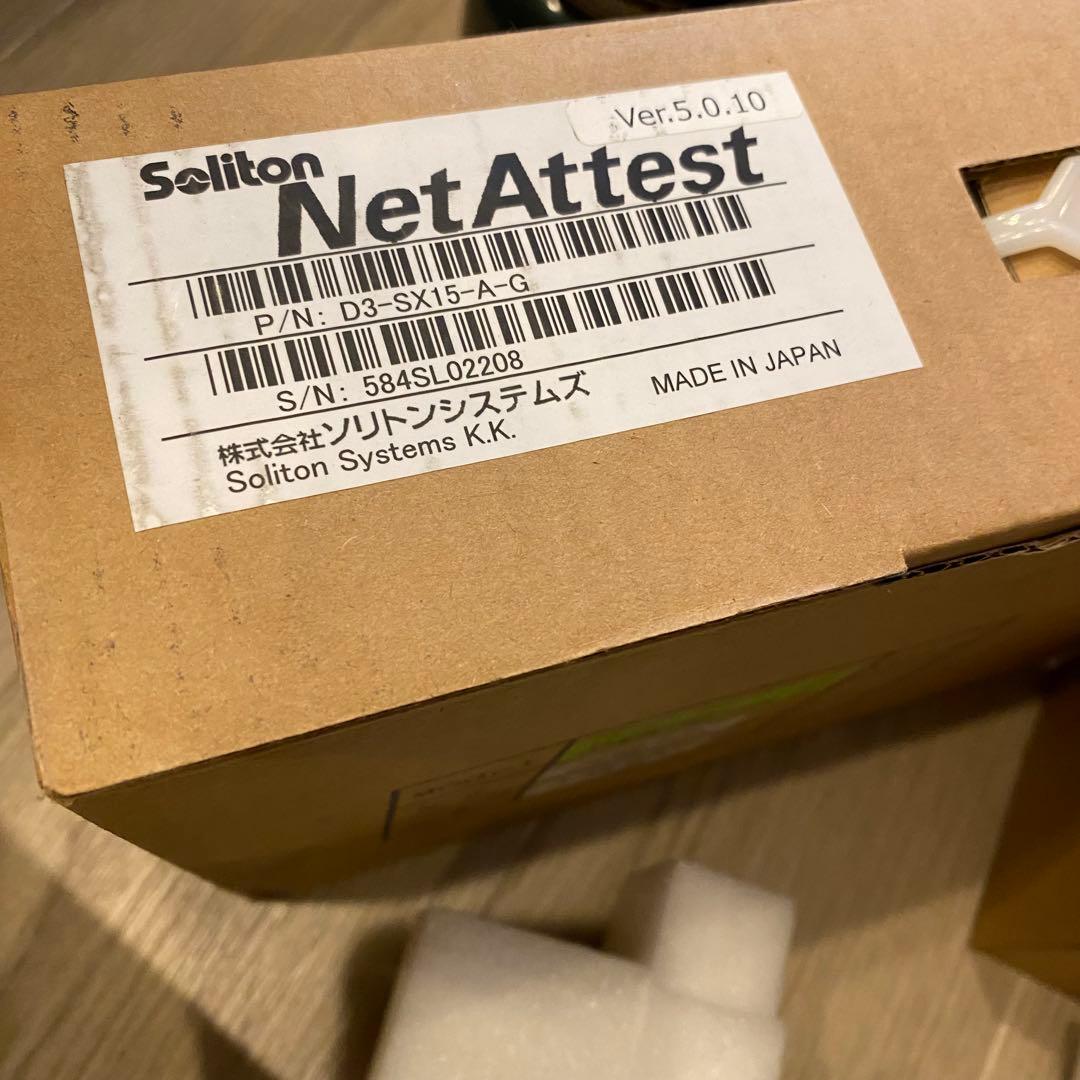 Ver.5.0.10
Soliton
NetAttest
P/N: D3-SX15-A-G
S/N: 584SL02208
株式会社ソリトンシステムズ
MADE IN JAPAN
Soliton Systems K.K.